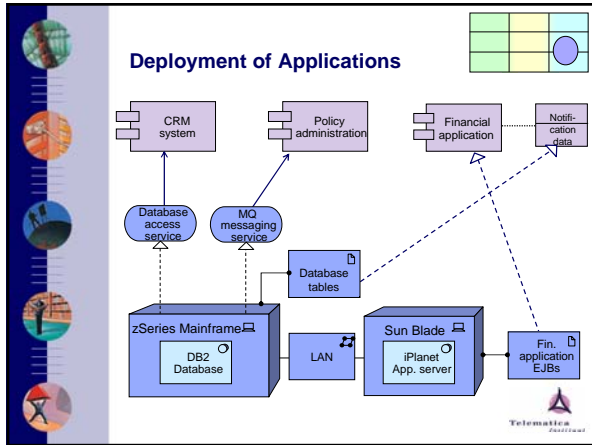 Deployment of Applications
CRM
system
Policy
administration
Financial
application
Notifi-
cation
data
Database
access
service
MQ
messaging
service
Database
tables
zSeries Mainframe
DB2
Database
LAN
Sun Blade
iPlanet
App. server
Fin.
application
EJBs
Telematica
Instituut